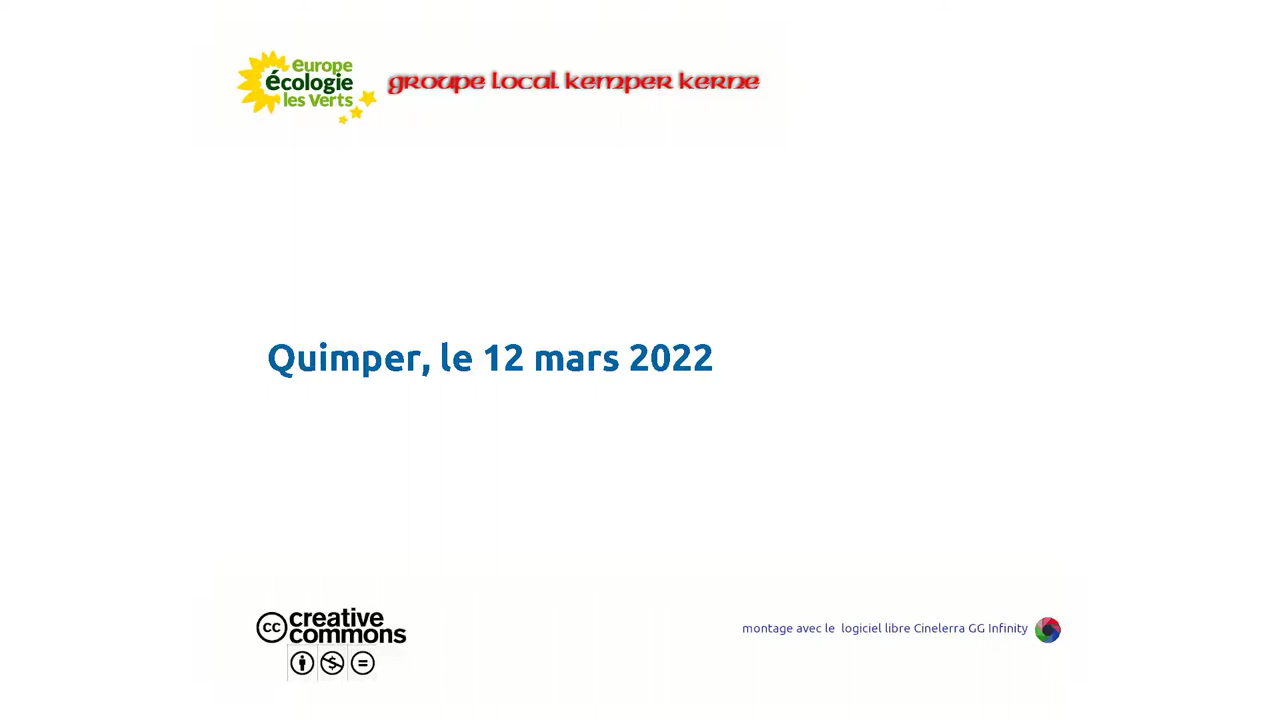 europe
écologie
les Verts
groupe local kemper kerne
Quimper, le 12 mars 2022
cc creative
commons
montage avec le logiciel libre Cinelerra GG Infinity